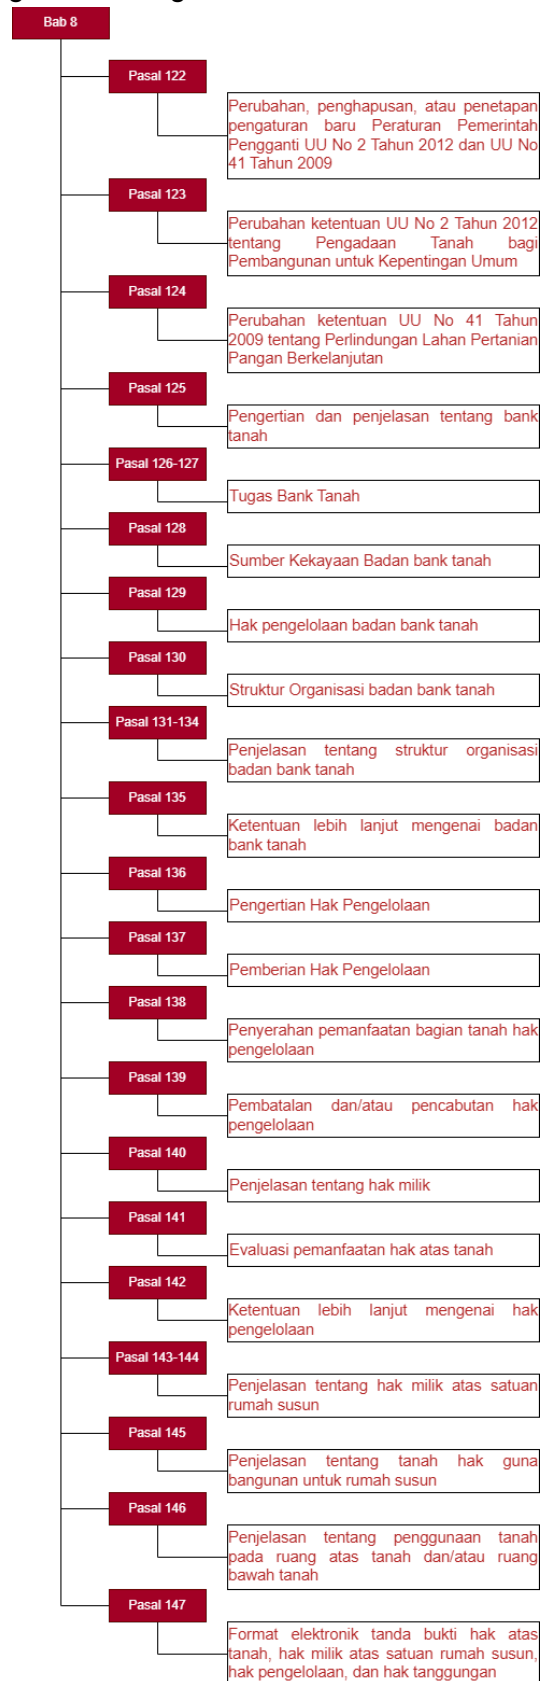 Bab 8
Pasal 122
Perubahan, penghapusan, atau penetapan
pengaturan baru Peraturan Pemerintah
Pengganti UU No 2 Tahun 2012 dan UU No
41 Tahun 2009
Pasal 123
Perubahan ketentuan UU No 2 Tahun 2012
tentang Pengadaan Tanah bagi
Pembangunan untuk Kepentingan Umum
Pasal 124
Perubahan ketentuan UU No 41 Tahun
2009 tentang Perlindungan Lahan Pertanian
Pangan Berkelanjutan
Pasal 125
Pengertian dan penjelasan tentang bank
tanah
Pasal 126-127
Tugas Bank Tanah
Pasal 128
Sumber Kekayaan Badan bank tanah
Pasal 129
Hak pengelolaan badan bank tanah
Pasal 130
Struktur Organisasi badan bank tanah
Pasal 131-134
Penjelasan tentang struktur organisasi
badan bank tanah
Pasal 135
Ketentuan lebih lanjut mengenai badan
bank tanah
Pasal 136
Pengertian Hak Pengelolaan
Pasal 137
Pemberian Hak Pengelolaan
Pasal 138
Penyerahan pemanfaatan bagian tanah hak
pengelolaan
Pasal 139
Pembatalan dan/atau pencabutan hak
pengelolaan
Pasal 140
Penjelasan tentang hak milik
Pasal 141
Evaluasi pemanfaatan hak atas tanah
Pasal 142
Ketentuan lebih lanjut mengenai hak
pengelolaan
Pasal 143-144
Penjelasan tentang hak milik atas satuan
rumah susun
Pasal 145
Penjelasan tentang tanah hak guna
bangunan untuk rumah susun
Pasal 146
Penjelasan tentang penggunaan tanah
pada ruang atas tanah dan/atau ruang
bawah tanah
Pasal 147
Format elektronik tanda bukti hak atas
tanah, hak milik atas satuan rumah susun,
hak pengelolaan, dan hak tanggungan